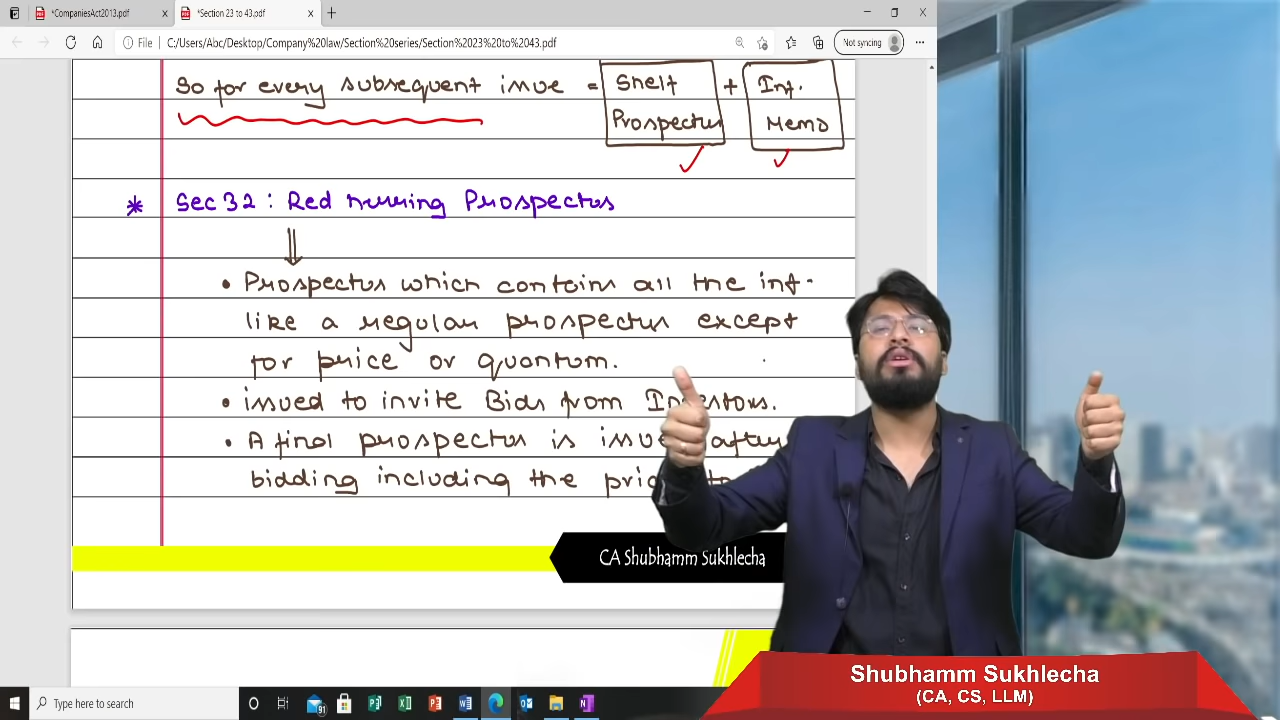 *CompaniesAct2013.pdf
*Section 23 to 43.pdf
File
C:/Users/Abc/Desktop/Company%20law/Section%20series/Section%2023%20to%2043.pdf
Not syncing
So for every subsequent issue = Shelf Prospectus + Inf. Memo
* Sec 32: Red herring Prospectus
• Prospectus which contains all the inf.
like a regular prospectus except
for price or quantum.
• issued to invite Bids from Investors.
• A final prospectus is after
bidding including the
CA Shubhamm Sukhlecha
Shubhamm Sukhlecha
(CA, CS, LLM)
Type here to search
91